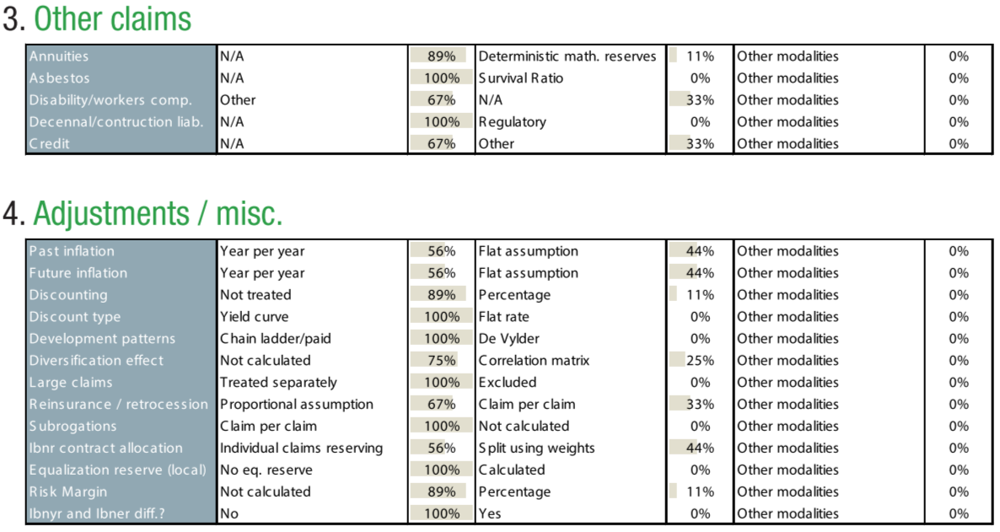 3. Other claims
Annuities N/A 89% Deterministic math. reserves 11% Other modalities 0%
Asbestos N/A 100% Survival Ratio 0% Other modalities 0%
Disability/workers comp. Other 67% N/A 33% Other modalities 0%
Decennal/contruction liab. N/A 100% Regulatory 0% Other modalities 0%
Credit N/A 67% Other 33% Other modalities 0%
4. Adjustments / misc.
Past inflation Year per year 56% Flat assumption 44% Other modalities 0%
Future inflation Year per year 56% Flat assumption 44% Other modalities 0%
Discounting Not treated 89% Percentage 11% Other modalities 0%
Discount type Yield curve 100% Flat rate 0% Other modalities 0%
Development patterns Chain ladder/paid 100% De Vylder 0% Other modalities 0%
Diversification effect Not calculated 75% Correlation matrix 25% Other modalities 0%
Large claims Treated separately 100% Excluded 0% Other modalities 0%
Reinsurance / retrocession Proportional assumption 67% Claim per claim 33% Other modalities 0%
Subrogations Claim per claim 100% Not calculated 0% Other modalities 0%
Ibnr contract allocation Individual claims reserving 56% Split using weights 44% Other modalities 0%
Equalization reserve (local) No eq. reserve 100% Calculated 0% Other modalities 0%
Risk Margin Not calculated 89% Percentage 11% Other modalities 0%
Ibnyr and Ibner diff.? No 100% Yes 0% Other modalities 0%